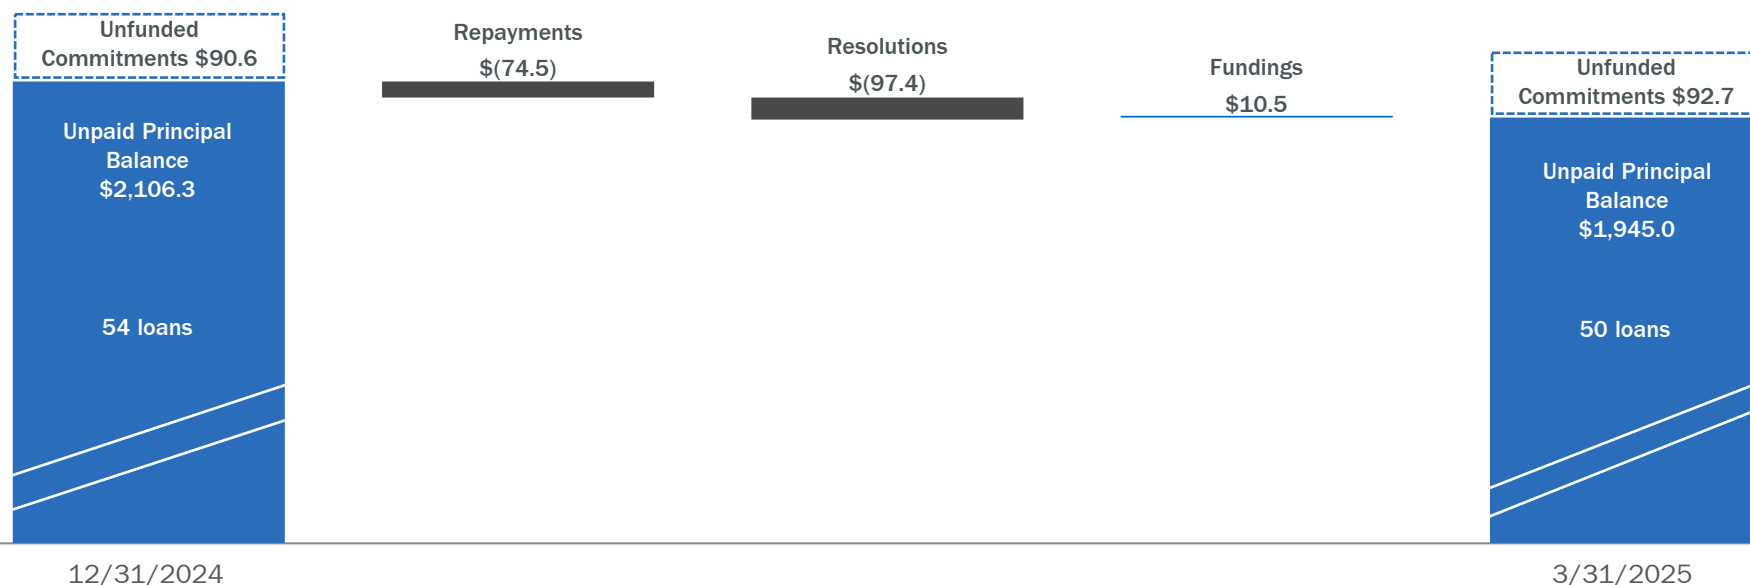 Unfunded
Commitments $90.6
Unpaid Principal
Balance
$2,106.3
54 loans
12/31/2024
Repayments
$(74.5)
Resolutions
$(97.4)
Fundings
$10.5
Unfunded
Commitments $92.7
Unpaid Principal
Balance
$1,945.0
50 loans
3/31/2025